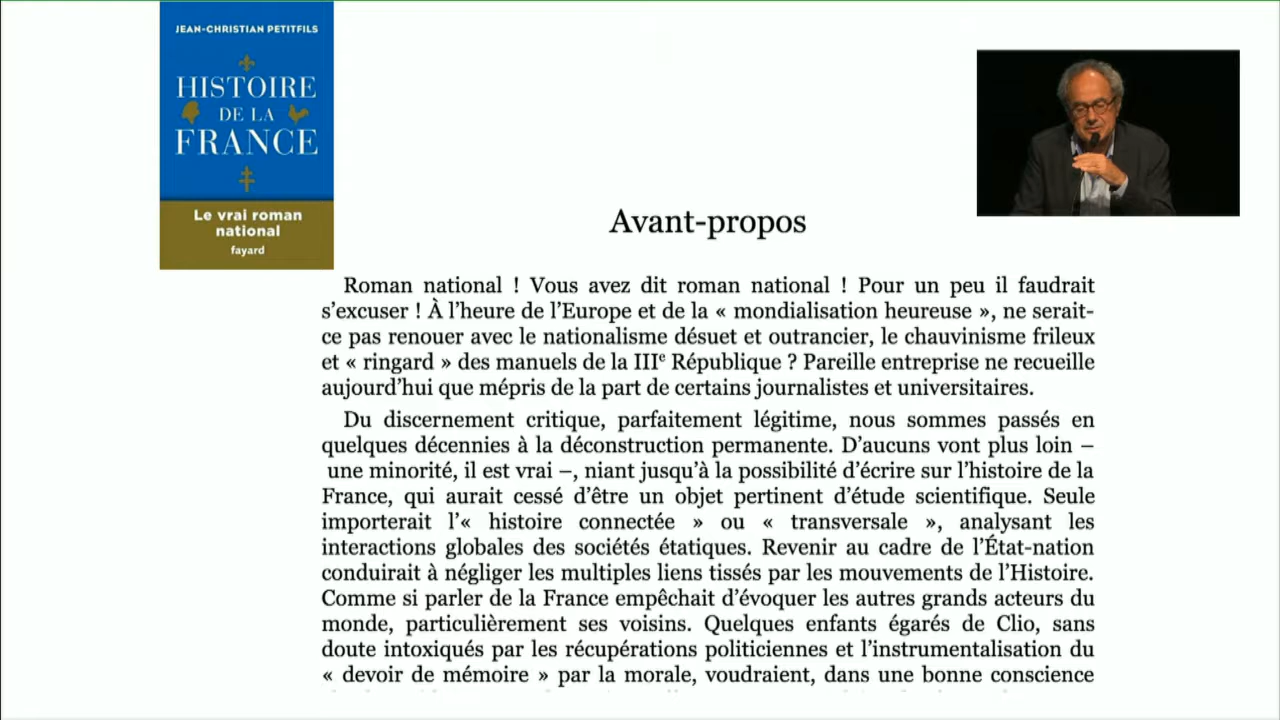 JEAN-CHRISTIAN PETITFILS
HISTOIRE
DE LA
FRANCE
Le vrai roman
national
fayard
Avant-propos
Roman national ! Vous avez dit roman national ! Pour un peu il faudrait
s’excuser ! À l’heure de l’Europe et de la « mondialisation heureuse », ne serait-
ce pas renouer avec le nationalisme désuet et outrancier, le chauvinisme frileux
et « ringard » des manuels de la IIIe République ? Pareille entreprise ne recueille
aujourd’hui que mépris de la part de certains journalistes et universitaires.
Du discernement critique, parfaitement légitime, nous sommes passés en
quelques décennies à la déconstruction permanente. D’aucuns vont plus loin –
une minorité, il est vrai –, niant jusqu’à la possibilité d’écrire sur l’histoire de la
France, qui aurait cessé d’être un objet pertinent d’étude scientifique. Seule
importerait l’« histoire connectée » ou « transversale », analysant les
interactions globales des sociétés étatiques. Revenir au cadre de l’État-nation
conduirait à négliger les multiples liens tissés par les mouvements de l’Histoire.
Comme si parler de la France empêchait d’évoquer les autres grands acteurs du
monde, particulièrement ses voisins. Quelques enfants égarés de Clio, sans
doute intoxiqués par les récupérations politiciennes et l’instrumentalisation du
« devoir de mémoire » par la morale, voudraient, dans une bonne conscience